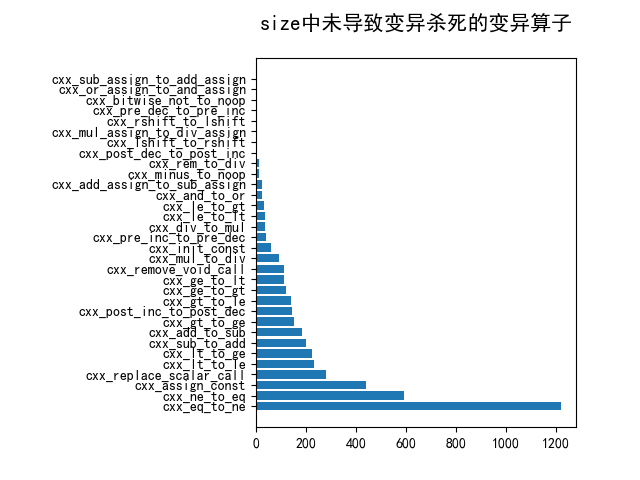 size中未导致变异杀死的变异算子
cxx_sub_assign_to_add_assign
cxx_or_assign_to_and_assign
cxx_bitwise_not_to_noop
cxx_pre_dec_to_pre_inc
cxx_rshift_to_lshift
cxx_mul_assign_to_div_assign
cxx_lshift_to_rshift
cxx_post_dec_to_post_inc
cxx_rem_to_div
cxx_minus_to_noop
cxx_add_assign_to_sub_assign
cxx_and_to_or
cxx_le_to_gt
cxx_le_to_lt
cxx_div_to_mul
cxx_pre_inc_to_pre_dec
cxx_init_const
cxx_mul_to_div
cxx_remove_void_call
cxx_ge_to_lt
cxx_ge_to_gt
cxx_gt_to_le
cxx_post_inc_to_post_dec
cxx_gt_to_ge
cxx_add_to_sub
cxx_sub_to_add
cxx_lt_to_ge
cxx_lt_to_le
cxx_replace_scalar_call
cxx_assign_const
cxx_ne_to_eq
cxx_eq_to_ne
0 200 400 600 800 1000 1200